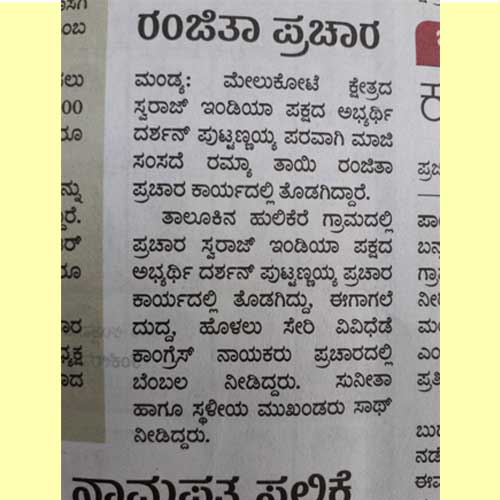 ರಂಜಿತಾ ಪ್ರಚಾರ
ಮಂಡ್ಯ: ಮೇಲುಕೋಟೆ ಕ್ಷೇತ್ರದ
ಸ್ವರಾಜ್ ಇಂಡಿಯಾ ಪಕ್ಷದ ಅಭ್ಯರ್ಥಿ
ದರ್ಶನ್ ಪುಟ್ಟಣ್ಣಯ್ಯ ಪರವಾಗಿ ಮಾಜಿ
ಸಂಸದೆ ರಮ್ಯಾ ತಾಯಿ ರಂಜಿತಾ
ಪ್ರಚಾರ ಕಾರ್ಯದಲ್ಲಿ ತೊಡಗಿದ್ದಾರೆ.
ತಾಲೂಕಿನ ಹುಲಿಕೆರೆ ಗ್ರಾಮದಲ್ಲಿ
ಪ್ರಚಾರ ಸ್ವರಾಜ್ ಇಂಡಿಯಾ ಪಕ್ಷದ
ಅಭ್ಯರ್ಥಿ ದರ್ಶನ್ ಪುಟ್ಟಣ್ಣಯ್ಯ ಪ್ರಚಾರ
ಕಾರ್ಯದಲ್ಲಿ ತೊಡಗಿದ್ದು, ಈಗಾಗಲೆ
ದುದ್ದ, ಹೊಳಲು ಸೇರಿ ವಿವಿಧೆಡೆ
ಕಾಂಗ್ರೆಸ್ ನಾಯಕರು ಪ್ರಚಾರದಲ್ಲಿ
ಬೆಂಬಲ ನೀಡಿದ್ದರು. ಸುನೀತಾ
ಹಾಗೂ ಸ್ಥಳೀಯ ಮುಖಂಡರು ಸಾಥ್
ನೀಡಿದ್ದರು.